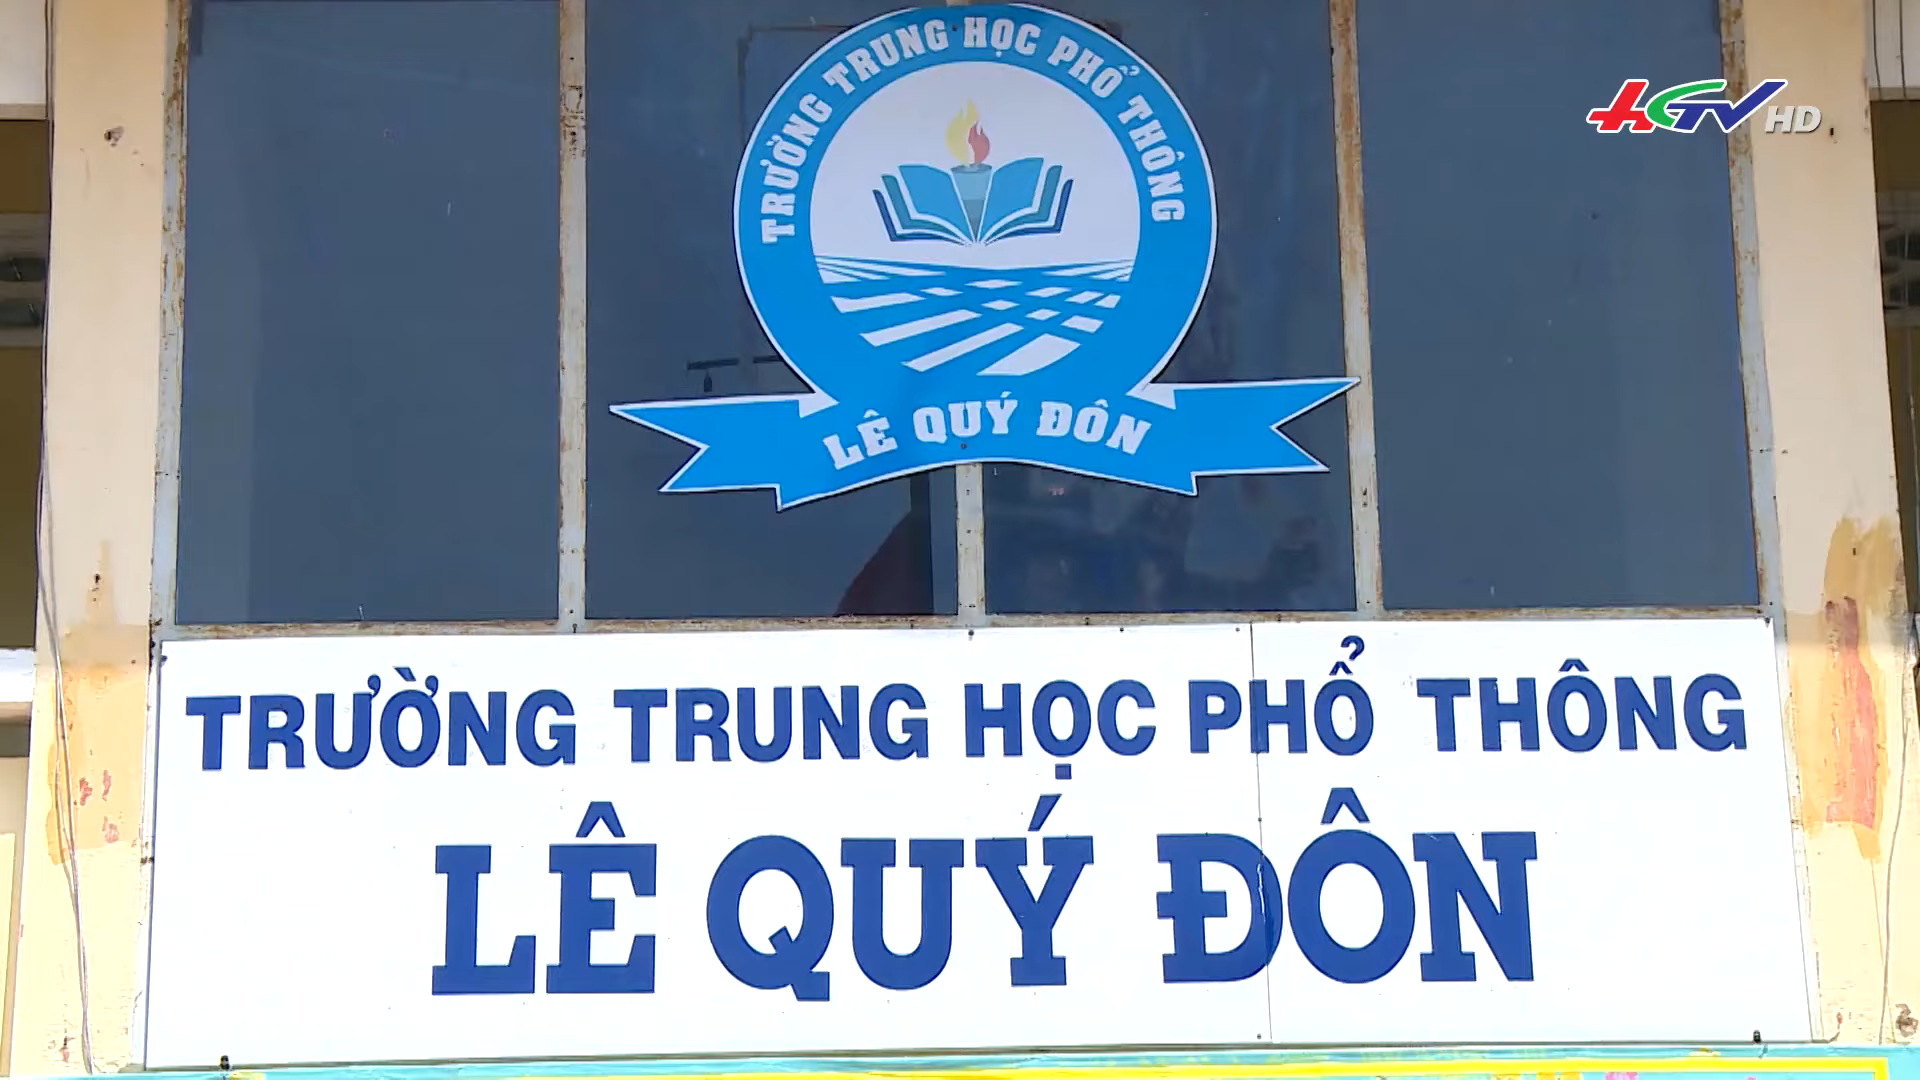 TRƯỜNG TRUNG HỌC PHỔ THÔNG
LÊ QUÝ ĐÔN
HGTV HD
TRƯỜNG TRUNG HỌC PHỔ THÔNG
LÊ QUÝ ĐÔN